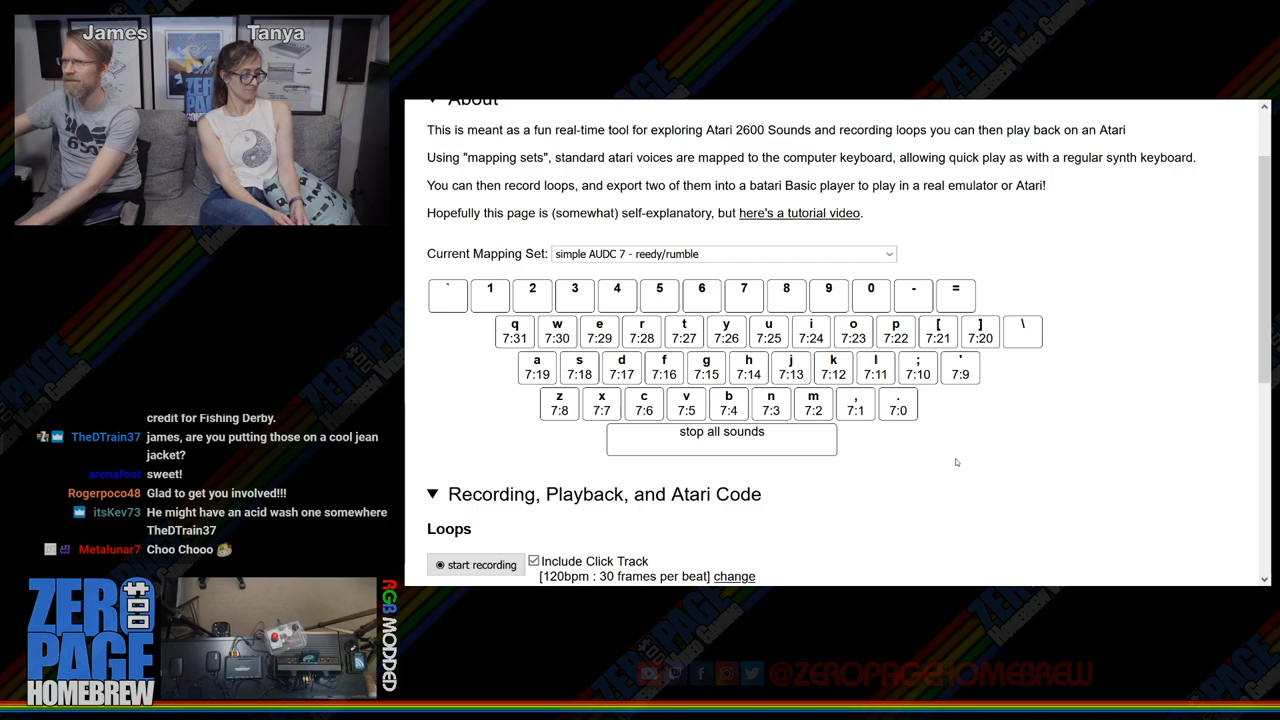 James
Tanya
ZERO
PAGE
About
This is meant as a fun real-time tool for exploring Atari 2600 Sounds and recording loops you can then play back on an Atari
Using "mapping sets", standard atari voices are mapped to the computer keyboard, allowing quick play as with a regular synth keyboard.
You can then record loops, and export two of them into a batari Basic player to play in a real emulator or Atari!
Hopefully this page is (somewhat) self-explanatory, but here's a tutorial video.
Current Mapping Set: simple AUDC 7 - reedy/rumble
` 1 2 3 4 5 6 7 8 9 0 - =
q w e r t y u i o p [ ] \
7:31 7:30 7:29 7:28 7:27 7:26 7:25 7:24 7:23 7:22 7:21 7:20
a s d f g h j k l ; '
7:19 7:18 7:17 7:16 7:15 7:14 7:13 7:12 7:11 7:10 7:9
z x c v b n m , .
7:8 7:7 7:6 7:5 7:4 7:3 7:2 7:1 7:0
stop all sounds
Recording, Playback, and Atari Code
Loops
start recording
Include Click Track
[120bpm : 30 frames per beat] change
credit for Fishing Derby.
TheDTrain37 james, are you putting those on a cool jean
jacket?
arenafoot sweet!
Rogerpoco48 Glad to get you involved!!!
itsKev73 He might have an acid wash one somewhere
TheDTrain37
Metalunar7 Choo Chooo
ZERO
PAGE
HOMEBREW
RGB MODDED
@ZEROPAGEHOMEBREW